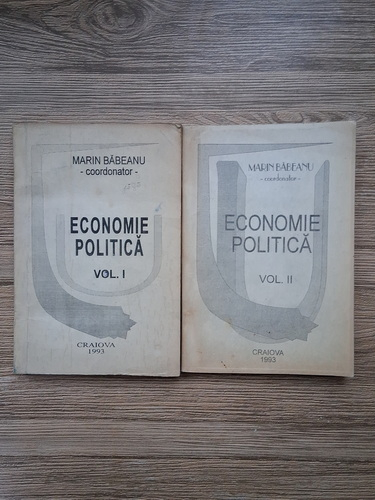 MARIN BĂBEANU
- coordonator -
ECONOMIE
POLITICĂ
VOL. I
CRAIOVA
1993
MARIN BĂBEANU
- coordonator -
ECONOMIE
POLITICĂ
VOL. II
CRAIOVA
1993